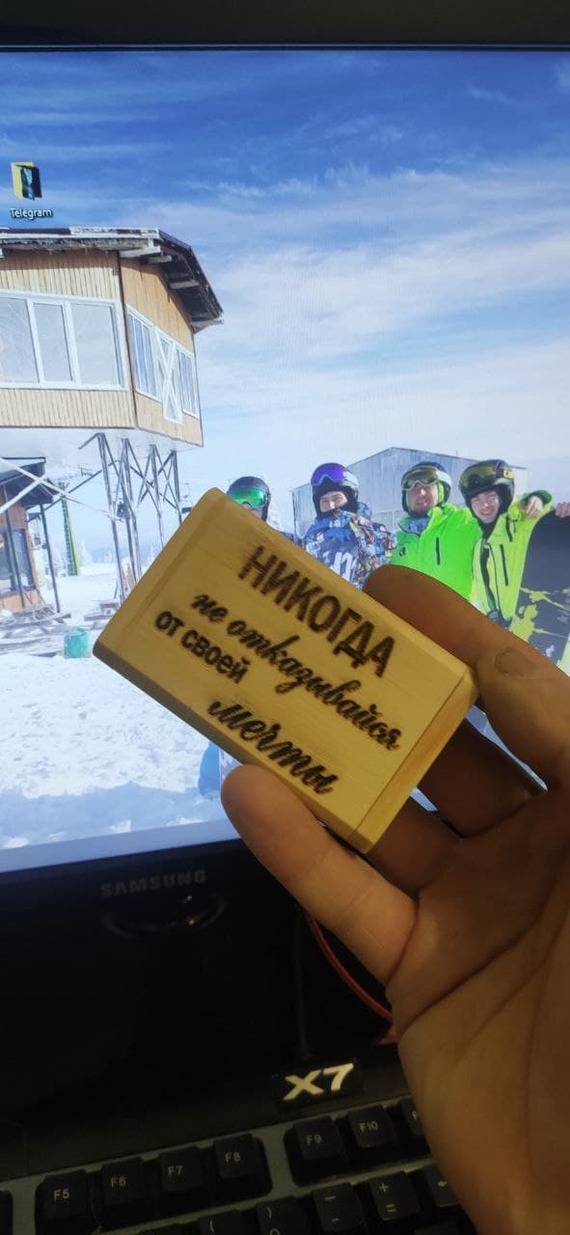 Telegram
НИКОГДА
не отказывайся
от своей
мечты
SAMSUNG
X7
F5 F6 F7 F8 F9 F10
( ) - + =